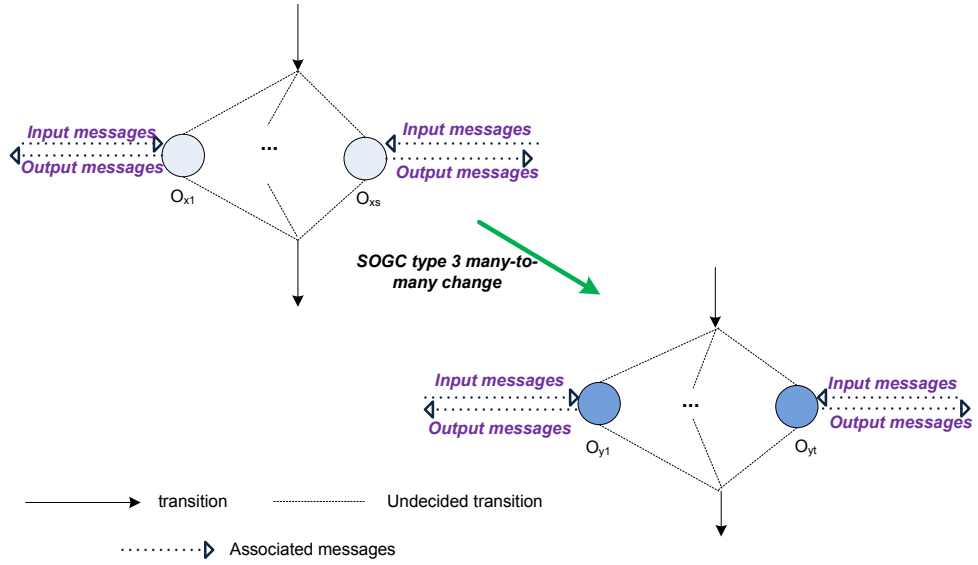 Input messages
Output messages
...
Input messages
Output messages
Ox1
Oxs
SOGC type 3 many-to-
many change
Input messages
Output messages
...
Input messages
Output messages
Oy1
Oyt
transition
Undecided transition
Associated messages